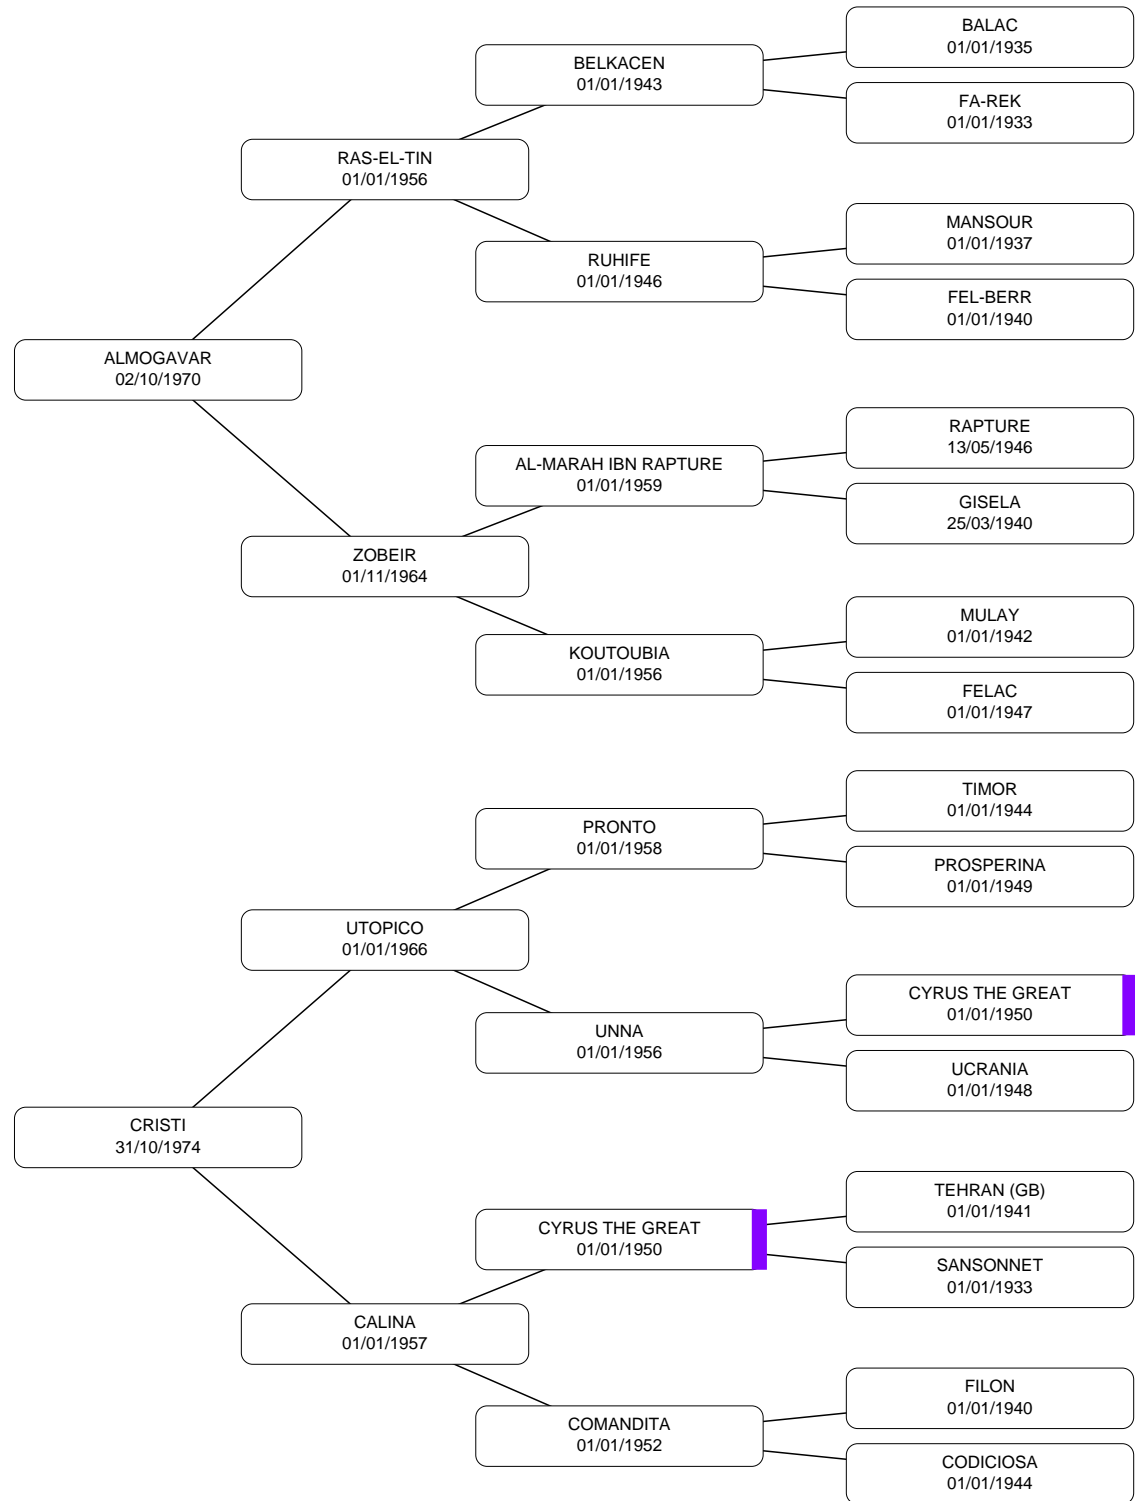 BALAC
01/01/1935
BELKACEN
01/01/1943
FA-REK
01/01/1933
RAS-EL-TIN
01/01/1956
MANSOUR
01/01/1937
RUHIFE
01/01/1946
FEL-BERR
01/01/1940
ALMOGAVAR
02/10/1970
RAPTURE
13/05/1946
AL-MARAH IBN RAPTURE
01/01/1959
GISELA
25/03/1940
ZOBEIR
01/11/1964
MULAY
01/01/1942
KOUTOUBIA
01/01/1956
FELAC
01/01/1947
TIMOR
01/01/1944
PRONTO
01/01/1958
PROSPERINA
01/01/1949
UTOPICO
01/01/1966
CYRUS THE GREAT
01/01/1950
UNNA
01/01/1956
UCRANIA
01/01/1948
CRISTI
31/10/1974
TEHRAN (GB)
01/01/1941
CYRUS THE GREAT
01/01/1950
SANSONNET
01/01/1933
CALINA
01/01/1957
FILON
01/01/1940
COMANDITA
01/01/1952
CODICIOSA
01/01/1944